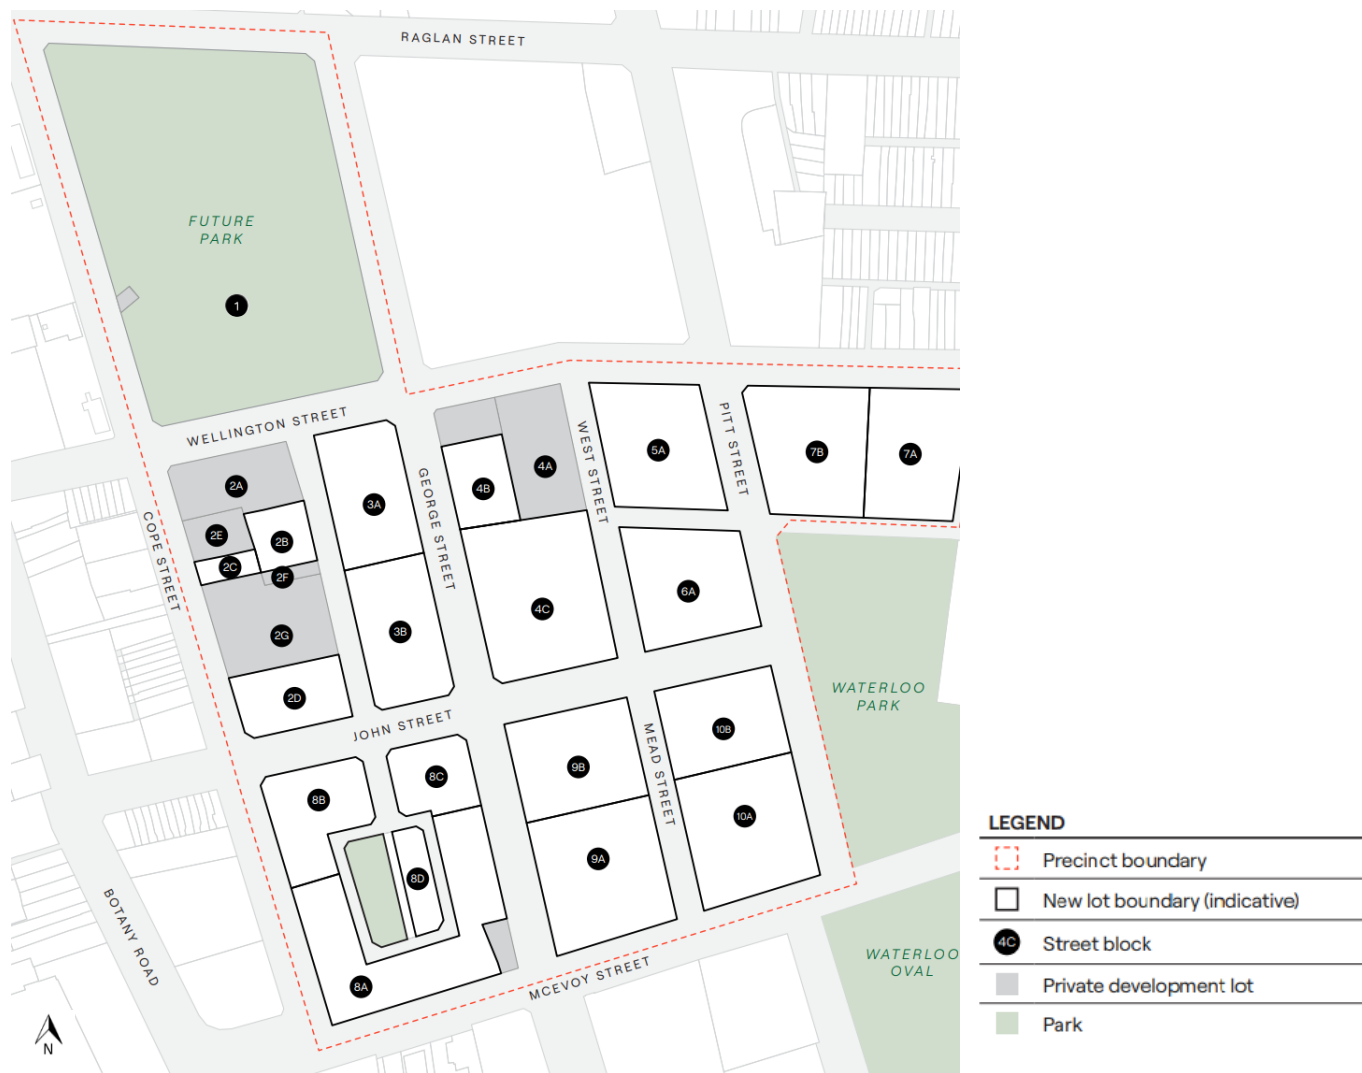 RAGLAN STREET
FUTURE
PARK
1
WELLINGTON STREET
PITT STREET
WEST STREET
GEORGE STREET
COPE STREET
2A
2E
2B
2C
2F
2G
2D
3A
3B
4B
4A
4C
5A
7B
7A
6A
WATERLOO
PARK
JOHN STREET
MEAD STREET
8B
8C
8D
8A
9B
9A
10B
10A
BOTANY ROAD
MCEVOY STREET
WATERLOO
OVAL
N
LEGEND
Precinct boundary
New lot boundary (indicative)
4C Street block
Private development lot
Park